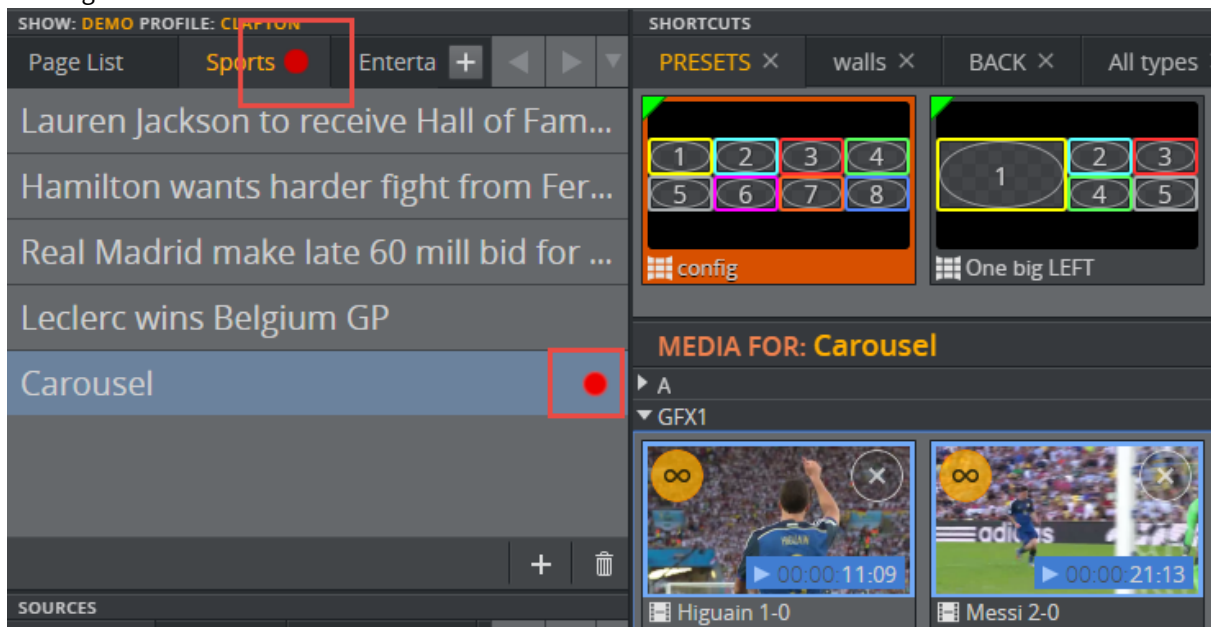 SHOW: DEMO PROFILE: CLAFTON
Page List Sports Enterta +
Lauren Jackson to receive Hall of Fam...
Hamilton wants harder fight from Fer...
Real Madrid make late 60 mill bid for ...
Leclerc wins Belgium GP
Carousel
+
SOURCES
SHORTCUTS
PRESETS × walls × BACK × All types
1 2 3 4
5 6 7 8
config
1 2 3
4 5
One big LEFT
MEDIA FOR: Carousel
A
GFX1
∞ ×
HIGUAIN
00:00:11:09
Higuain 1-0
∞ ×
adidas
00:00:21:13
Messi 2-0